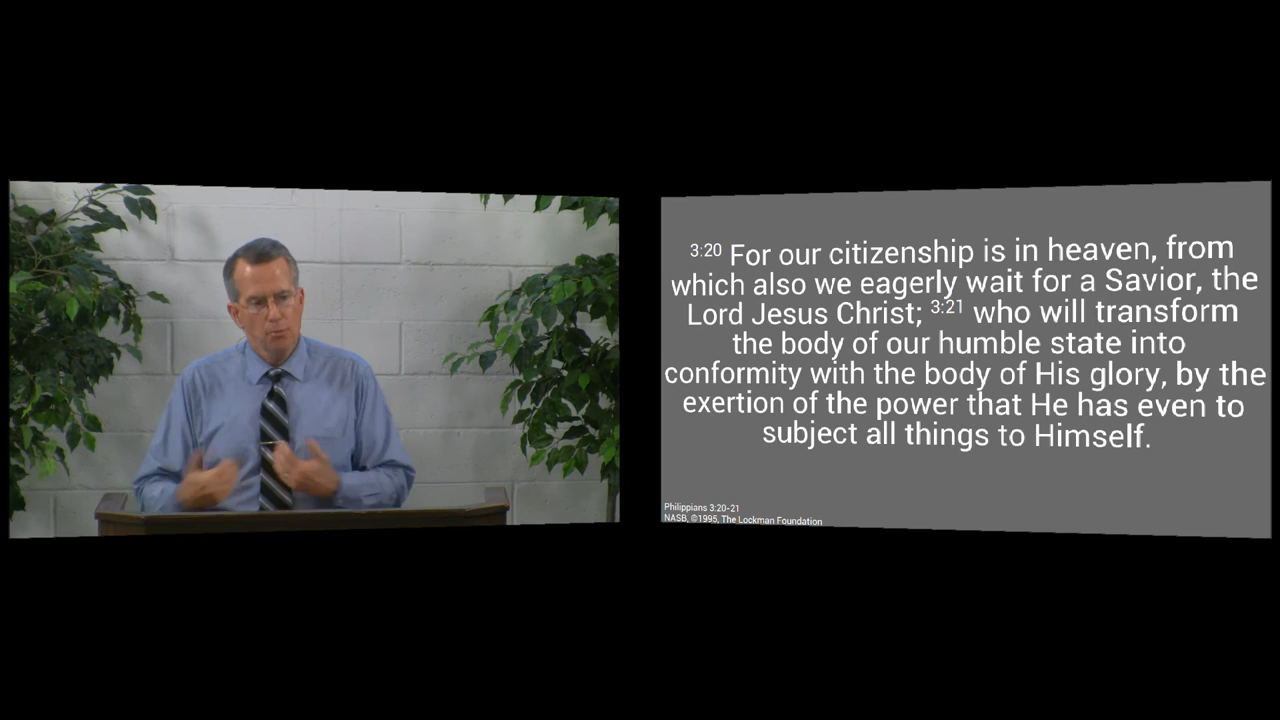 3:20 For our citizenship is in heaven, from
which also we eagerly wait for a Savior, the
Lord Jesus Christ; 3:21 who will transform
the body of our humble state into
conformity with the body of His glory, by the
exertion of the power that He has even to
subject all things to Himself.
Philippians 3:20-21
NASB, ©1995, The Lockman Foundation